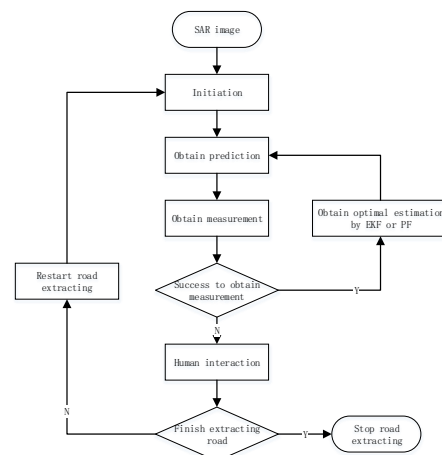 SAR image
Initiation
Obtain prediction
Obtain measurement
Obtain optimal estimation
by EKF or PF
Restart road
extracting
Success to obtain
measurement
Y
N
Human interaction
N
Finish extracting
road
Y
Stop road
extracting